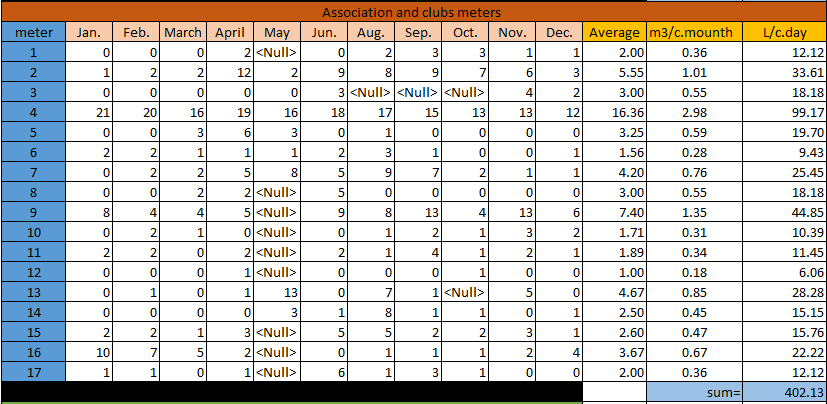 Association and clubs meters
meter Jan. Feb. March April May Jun. Aug. Sep. Oct. Nov. Dec. Average m3/c.mounth L/c.day
1 0 0 0 2 <Null> 0 2 3 3 1 1 2.00 0.36 12.12
2 1 2 2 12 2 9 8 9 7 6 3 5.55 1.01 33.61
3 0 0 0 0 0 3 <Null> <Null> <Null> 4 2 3.00 0.55 18.18
4 21 20 16 19 16 18 17 15 13 13 12 16.36 2.98 99.17
5 0 0 3 6 3 0 1 0 0 0 0 3.25 0.59 19.70
6 2 2 1 1 1 2 3 1 0 0 1 1.56 0.28 9.43
7 0 2 2 5 8 5 9 7 2 1 1 4.20 0.76 25.45
8 0 0 2 2 <Null> 5 0 0 0 0 0 3.00 0.55 18.18
9 8 4 4 5 <Null> 9 8 13 4 13 6 7.40 1.35 44.85
10 0 2 1 0 <Null> 0 1 2 1 3 2 1.71 0.31 10.39
11 2 2 0 2 <Null> 2 1 4 1 2 1 1.89 0.34 11.45
12 0 0 0 1 <Null> 0 0 0 1 0 0 1.00 0.18 6.06
13 0 1 0 1 13 0 7 1 <Null> 5 0 4.67 0.85 28.28
14 0 0 0 0 3 1 8 1 1 0 1 2.50 0.45 15.15
15 2 2 1 3 <Null> 5 5 2 2 3 1 2.60 0.47 15.76
16 10 7 5 2 <Null> 0 1 1 1 2 4 3.67 0.67 22.22
17 1 1 0 1 <Null> 6 1 3 1 0 0 2.00 0.36 12.12
sum= 402.13